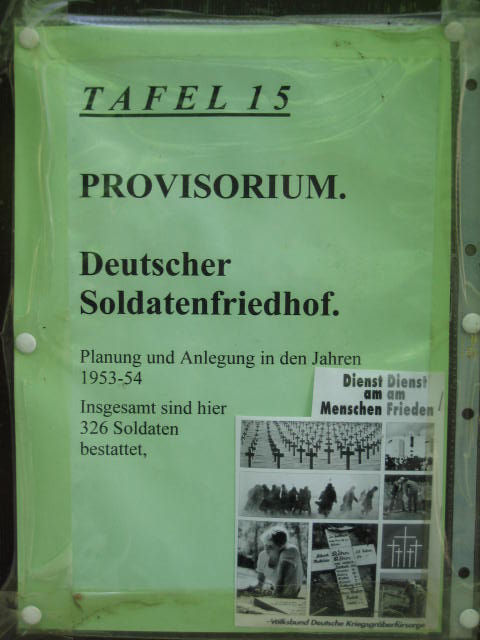 TAFEL 15
PROVISORIUM.
Deutscher
Soldatenfriedhof.
Planung und Anlegung in den Jahren
1953-54
Insgesamt sind hier
326 Soldaten
bestattet,
Dienst Dienst
am am
Menschen Frieden
Volksbund Deutsche Kriegsgräberfürsorge